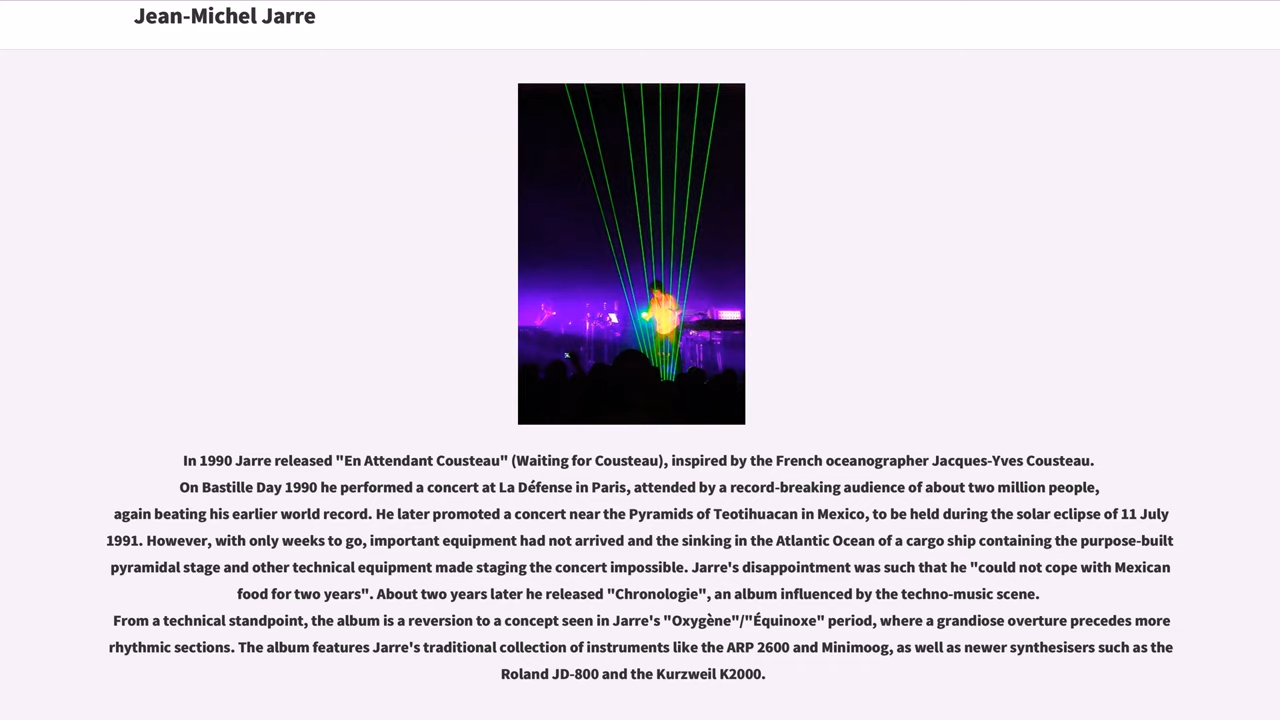 Jean-Michel Jarre
In 1990 Jarre released "En Attendant Cousteau" (Waiting for Cousteau), inspired by the French oceanographer Jacques-Yves Cousteau.
On Bastille Day 1990 he performed a concert at La Défense in Paris, attended by a record-breaking audience of about two million people,
again beating his earlier world record. He later promoted a concert near the Pyramids of Teotihuacan in Mexico, to be held during the solar eclipse of 11 July
1991. However, with only weeks to go, important equipment had not arrived and the sinking in the Atlantic Ocean of a cargo ship containing the purpose-built
pyramidal stage and other technical equipment made staging the concert impossible. Jarre's disappointment was such that he "could not cope with Mexican
food for two years". About two years later he released "Chronologie", an album influenced by the techno-music scene.
From a technical standpoint, the album is a reversion to a concept seen in Jarre's "Oxygène"/"Équinoxe" period, where a grandiose overture precedes more
rhythmic sections. The album features Jarre's traditional collection of instruments like the ARP 2600 and Minimoog, as well as newer synthesisers such as the
Roland JD-800 and the Kurzweil K2000.